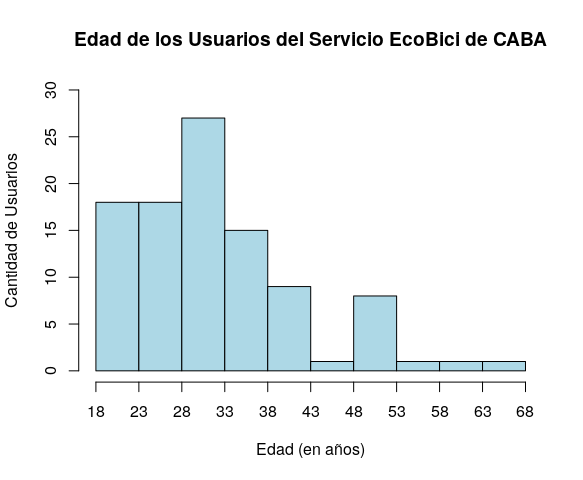 Edad de los Usuarios del Servicio EcoBici de CABA
Cantidad de Usuarios
30
25
20
15
10
5
0
18 23 28 33 38 43 48 53 58 63 68
Edad (en años)